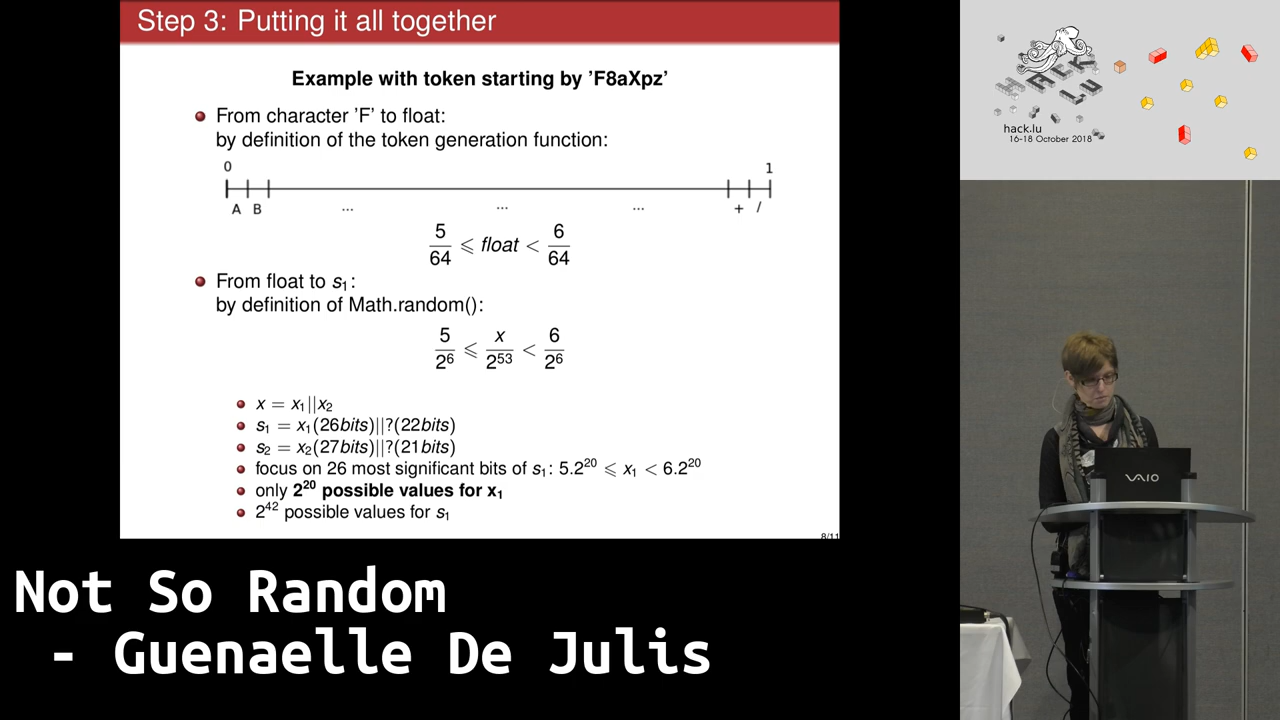 Step 3: Putting it all together
Example with token starting by 'F8aXpz'
From character 'F' to float:
by definition of the token generation function:
0 1
A B ... ... ... + /
5/64 ⩽ float < 6/64
From float to s₁:
by definition of Math.random():
5/2⁶ ⩽ x/2⁵³ < 6/2⁶
x = x₁||x₂
s₁ = x₁(26bits)||?(22bits)
s₂ = x₂(27bits)||?(21bits)
focus on 26 most significant bits of s₁: 5.2²⁰ ⩽ x₁ < 6.2²⁰
only 2²⁰ possible values for x₁
2⁴² possible values for s₁
8/11
Not So Random
- Guenaelle De Julis
HACK
LU
hack.lu
16-18 October 2018
VAIO